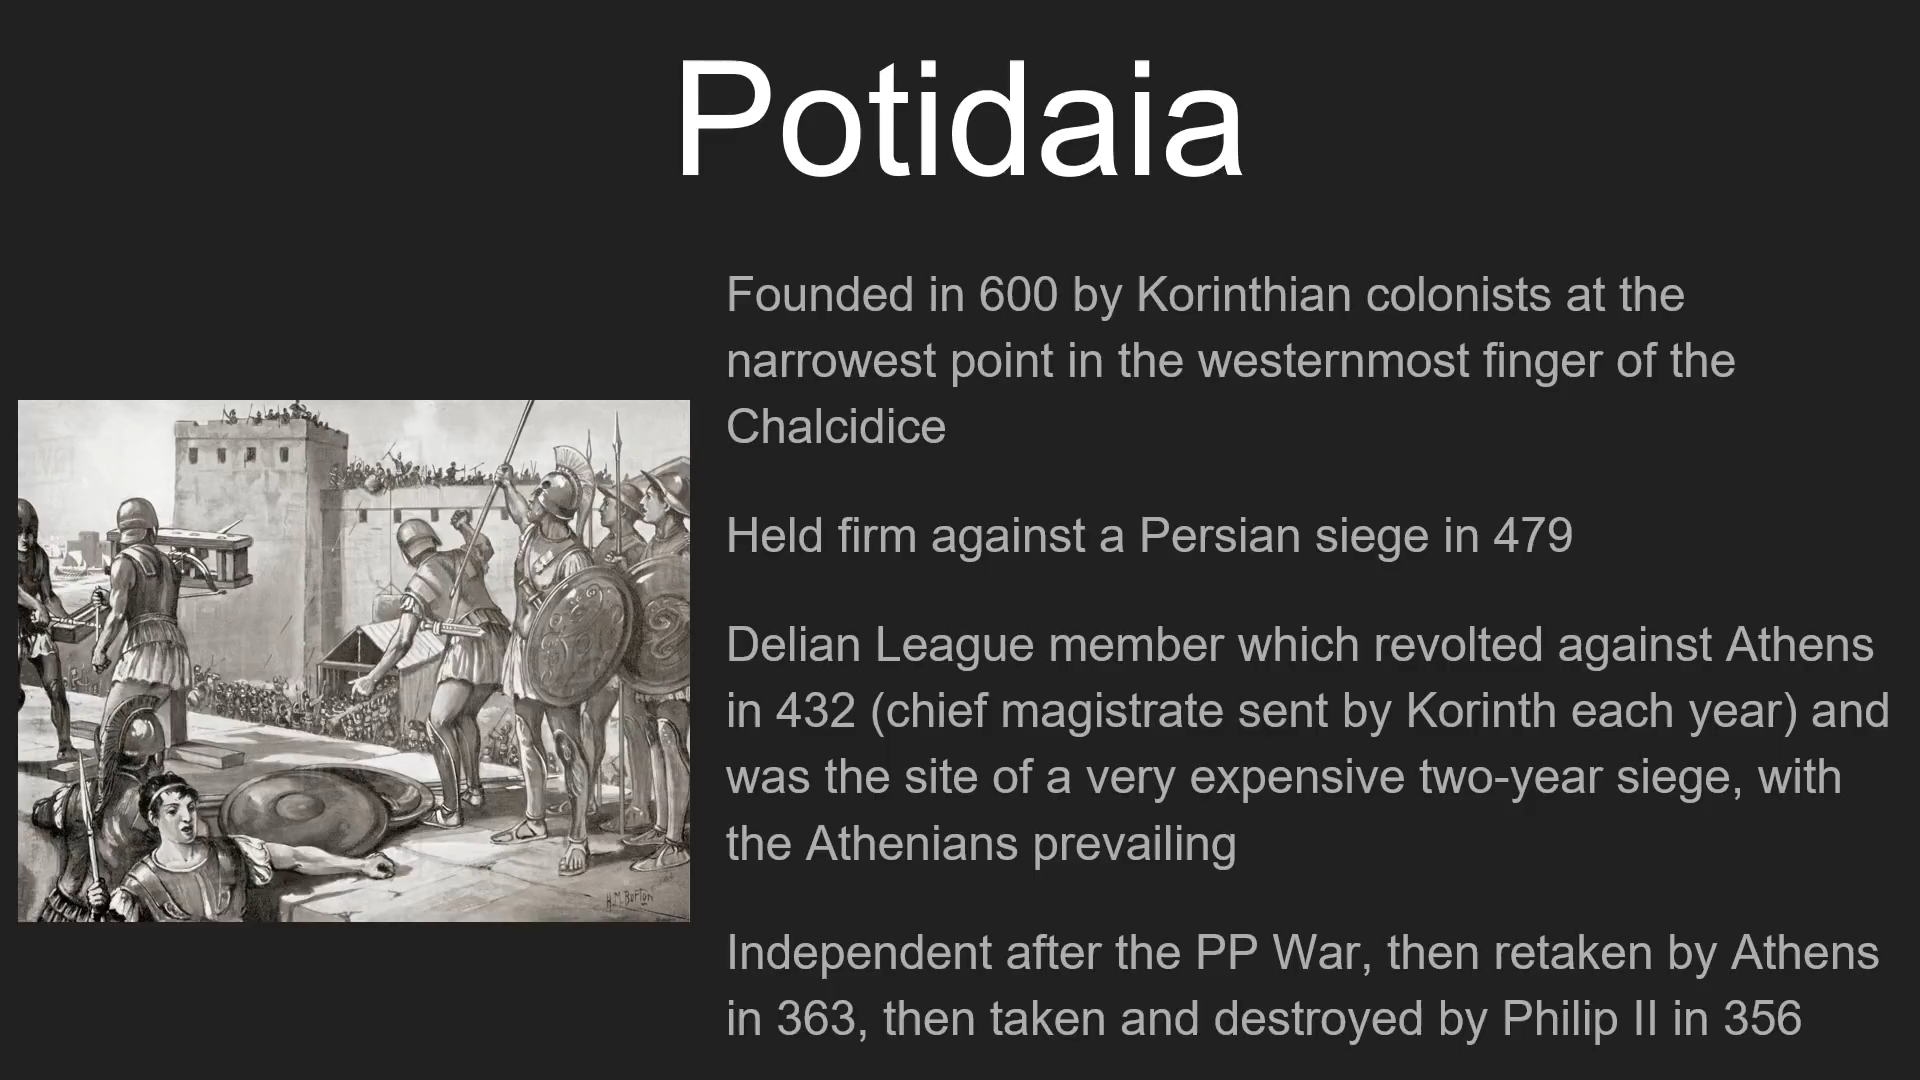 Potidaia
Founded in 600 by Korinthian colonists at the
narrowest point in the westernmost finger of the
Chalcidice
Held firm against a Persian siege in 479
Delian League member which revolted against Athens
in 432 (chief magistrate sent by Korinth each year) and
was the site of a very expensive two-year siege, with
the Athenians prevailing
Independent after the PP War, then retaken by Athens
in 363, then taken and destroyed by Philip II in 356
H.M. Burton